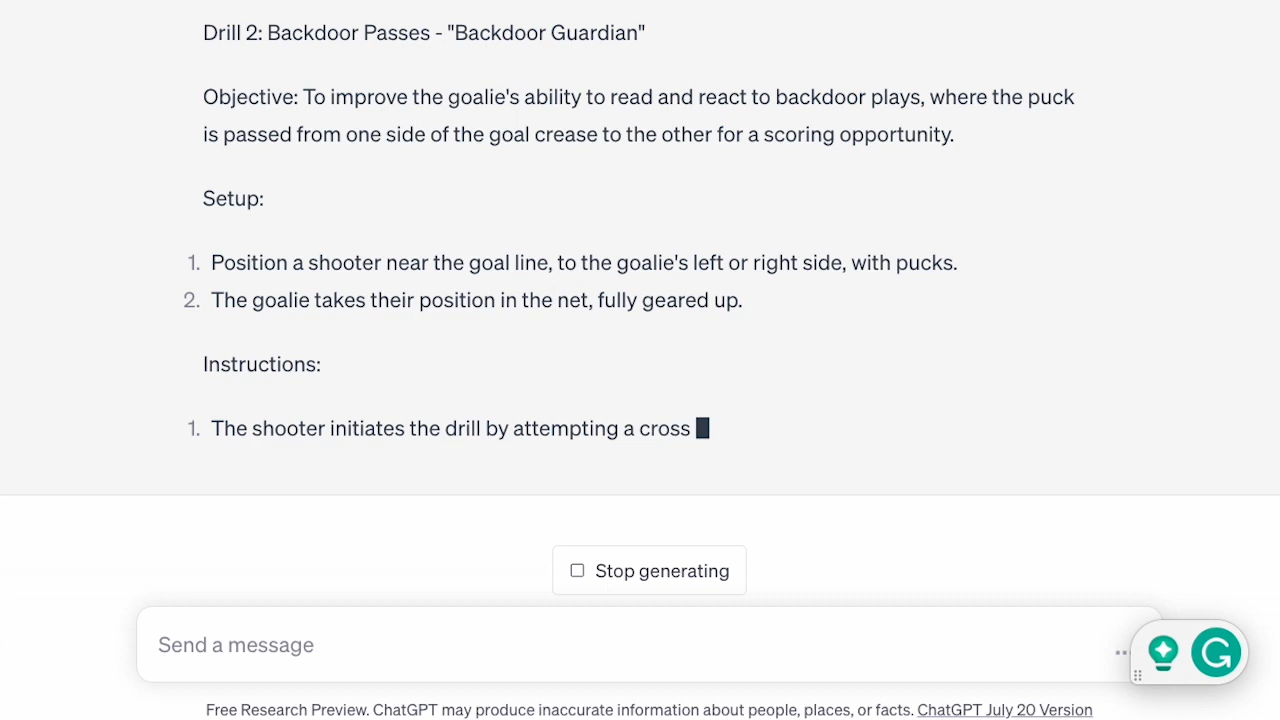 Drill 2: Backdoor Passes - "Backdoor Guardian"
Objective: To improve the goalie's ability to read and react to backdoor plays, where the puck
is passed from one side of the goal crease to the other for a scoring opportunity.
Setup:
1. Position a shooter near the goal line, to the goalie's left or right side, with pucks.
2. The goalie takes their position in the net, fully geared up.
Instructions:
1. The shooter initiates the drill by attempting a cross
Stop generating
Send a message
Free Research Preview. ChatGPT may produce inaccurate information about people, places, or facts. ChatGPT July 20 Version